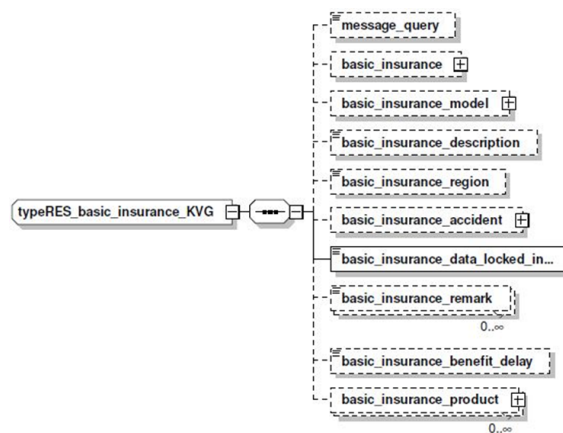 message_query
basic_insurance
basic_insurance_model
basic_insurance_description
basic_insurance_region
typeRES_basic_insurance_KVG
basic_insurance_accident
basic_insurance_data_locked_in...
basic_insurance_remark
0..∞
basic_insurance_benefit_delay
basic_insurance_product
0..∞